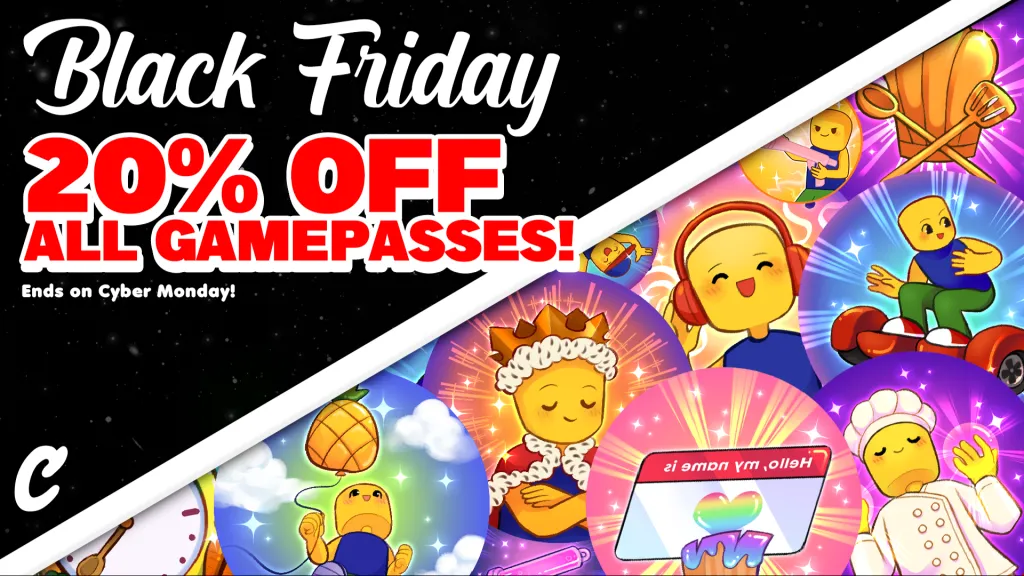 Black Friday
20% OFF
ALL GAMEPASSES!
Ends on Cyber Monday!
C
Hello, my name is